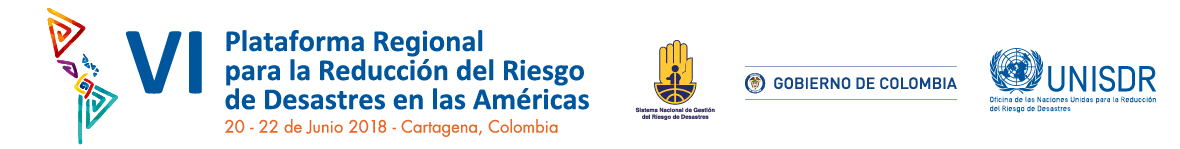 VI
Plataforma Regional
para la Reducción del Riesgo
de Desastres en las Américas
20 - 22 de Junio 2018 - Cartagena, Colombia
Sistema Nacional de Gestión
del Riesgo de Desastres
GOBIERNO DE COLOMBIA
UNISDR
Oficina de las Naciones Unidas para la Reducción
del Riesgo de Desastres